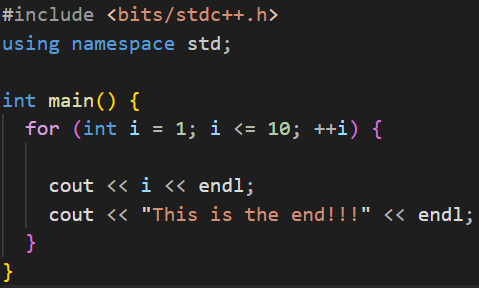 #include <bits/stdc++.h>
using namespace std;

int main() {
  for (int i = 1; i <= 10; ++i) {

    cout << i << endl;
    cout << "This is the end!!!" << endl;
  }
}